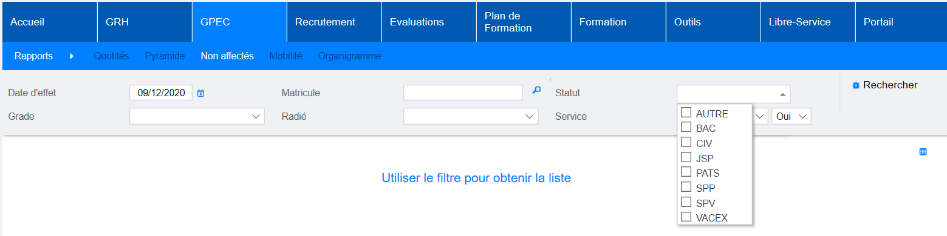 Accueil GRH GPEC Recrutement Evaluations Plan de Formation Formation Outils Libre-Service Portail
Rapports Quotités Pyramide Non affectés Mobilité Organigramme
Date d'effet 09/12/2020 Matricule Statut Rechercher
Grade Radié Service Oui
AUTRE
BAC
CIV
JSP
PATS
SPP
SPV
VACEX
Utiliser le filtre pour obtenir la liste